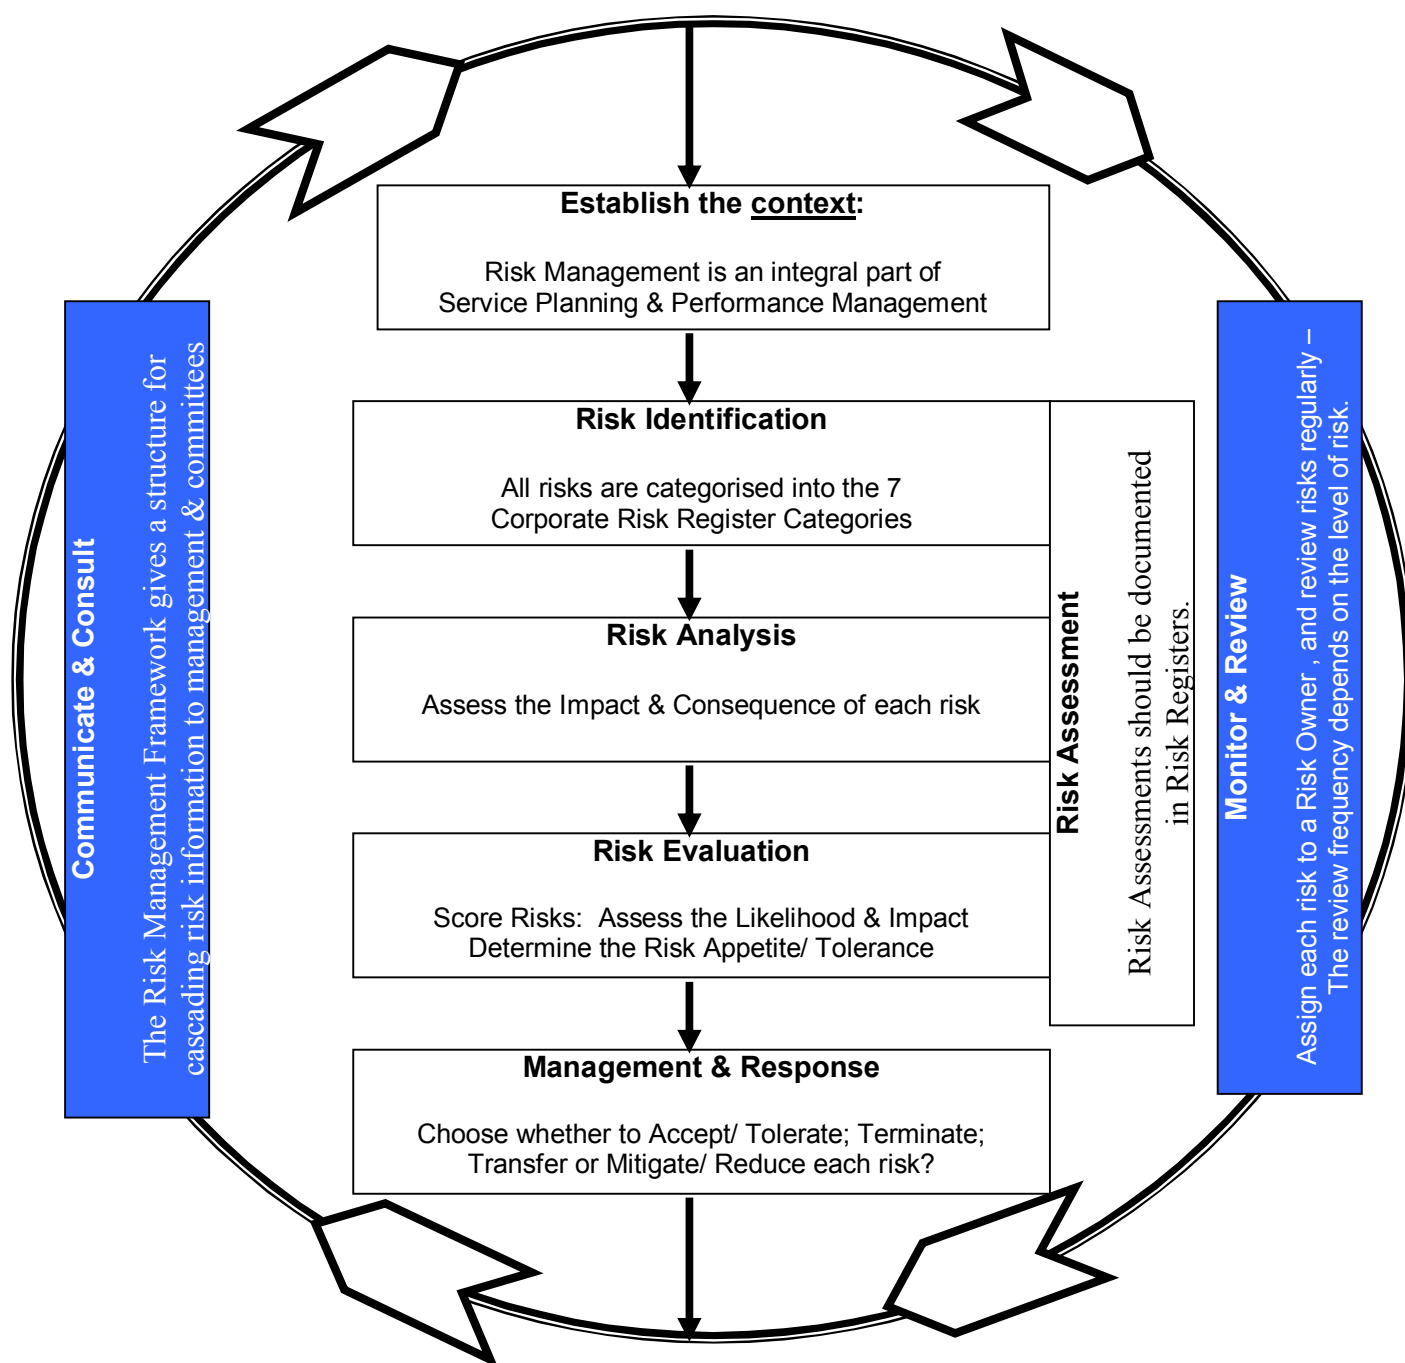 Establish the context:
Risk Management is an integral part of
Service Planning & Performance Management
Communicate & Consult
The Risk Management Framework gives a structure for
cascading risk information to management & committees
Risk Identification
All risks are categorised into the 7
Corporate Risk Register Categories
Risk Analysis
Assess the Impact & Consequence of each risk
Risk Evaluation
Score Risks:  Assess the Likelihood & Impact
Determine the Risk Appetite/ Tolerance
Risk Assessment
Risk Assessments should be documented
in Risk Registers.
Monitor & Review
Assign each risk to a Risk Owner , and review risks regularly –
The review frequency depends on the level of risk.
Management & Response
Choose whether to Accept/ Tolerate; Terminate;
Transfer or Mitigate/ Reduce each risk?